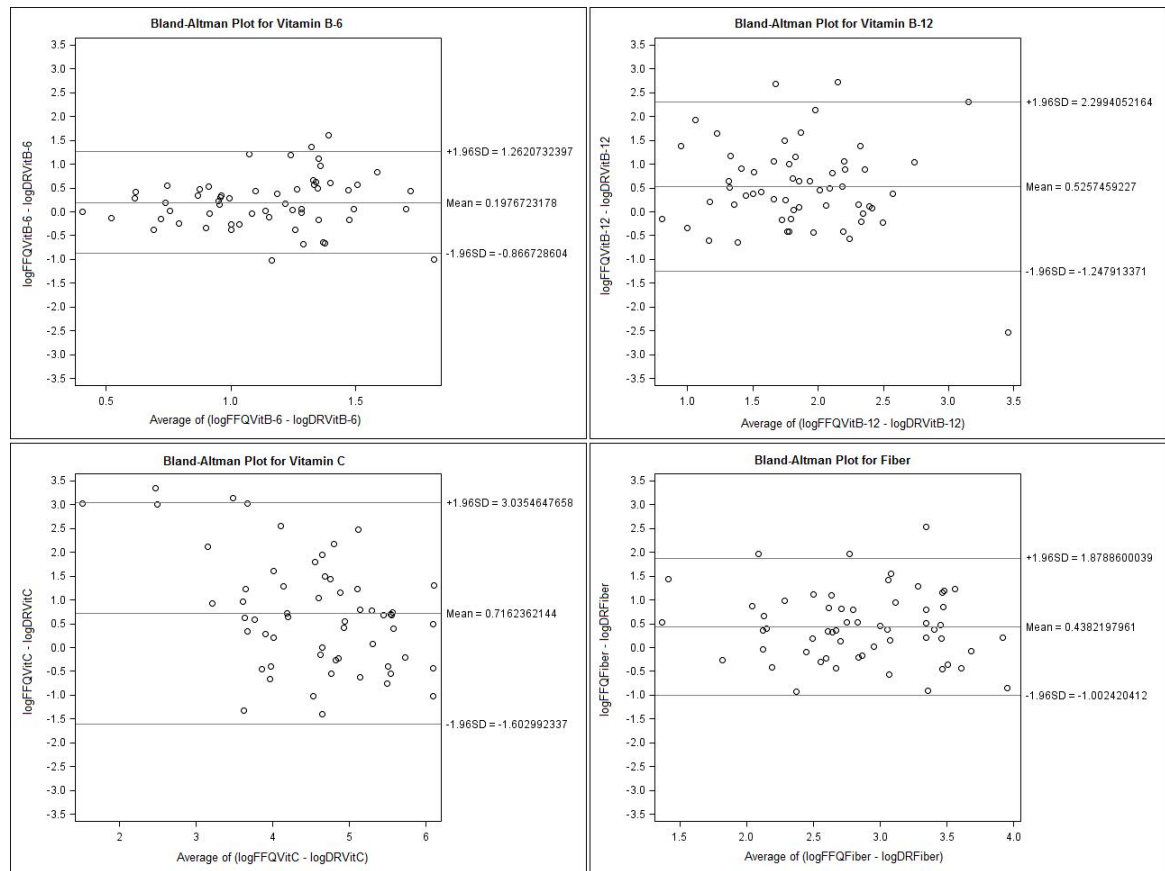 Bland-Altman Plot for Vitamin B-6
3.5
3.0
2.5
2.0
1.5
1.0
0.5
0.0
-0.5
-1.0
-1.5
-2.0
-2.5
-3.0
-3.5
logFFQVitB-6 - logDRVitB-6
+1.96SD = 1.2620732397
Mean = 0.1976723178
-1.96SD = -0.866728604
0.5 1.0 1.5
Average of (logFFQVitB-6 - logDRVitB-6)
Bland-Altman Plot for Vitamin B-12
3.5
3.0
2.5
2.0
1.5
1.0
0.5
0.0
-0.5
-1.0
-1.5
-2.0
-2.5
-3.0
-3.5
logFFQVitB-12 - logDRVitB-12
+1.96SD = 2.2994052164
Mean = 0.5257459227
-1.96SD = -1.247913371
1.0 1.5 2.0 2.5 3.0 3.5
Average of (logFFQVitB-12 - logDRVitB-12)
Bland-Altman Plot for Vitamin C
3.5
3.0
2.5
2.0
1.5
1.0
0.5
0.0
-0.5
-1.0
-1.5
-2.0
-2.5
-3.0
-3.5
logFFQVitC - logDRVitC
+1.96SD = 3.0354647658
Mean = 0.7162362144
-1.96SD = -1.602992337
2 3 4 5 6
Average of (logFFQVitC - logDRVitC)
Bland-Altman Plot for Fiber
3.5
3.0
2.5
2.0
1.5
1.0
0.5
0.0
-0.5
-1.0
-1.5
-2.0
-2.5
-3.0
-3.5
logFFQFiber - logDRFiber
+1.96SD = 1.8788600039
Mean = 0.4382197961
-1.96SD = -1.002420412
1.5 2.0 2.5 3.0 3.5 4.0
Average of (logFFQFiber - logDRFiber)